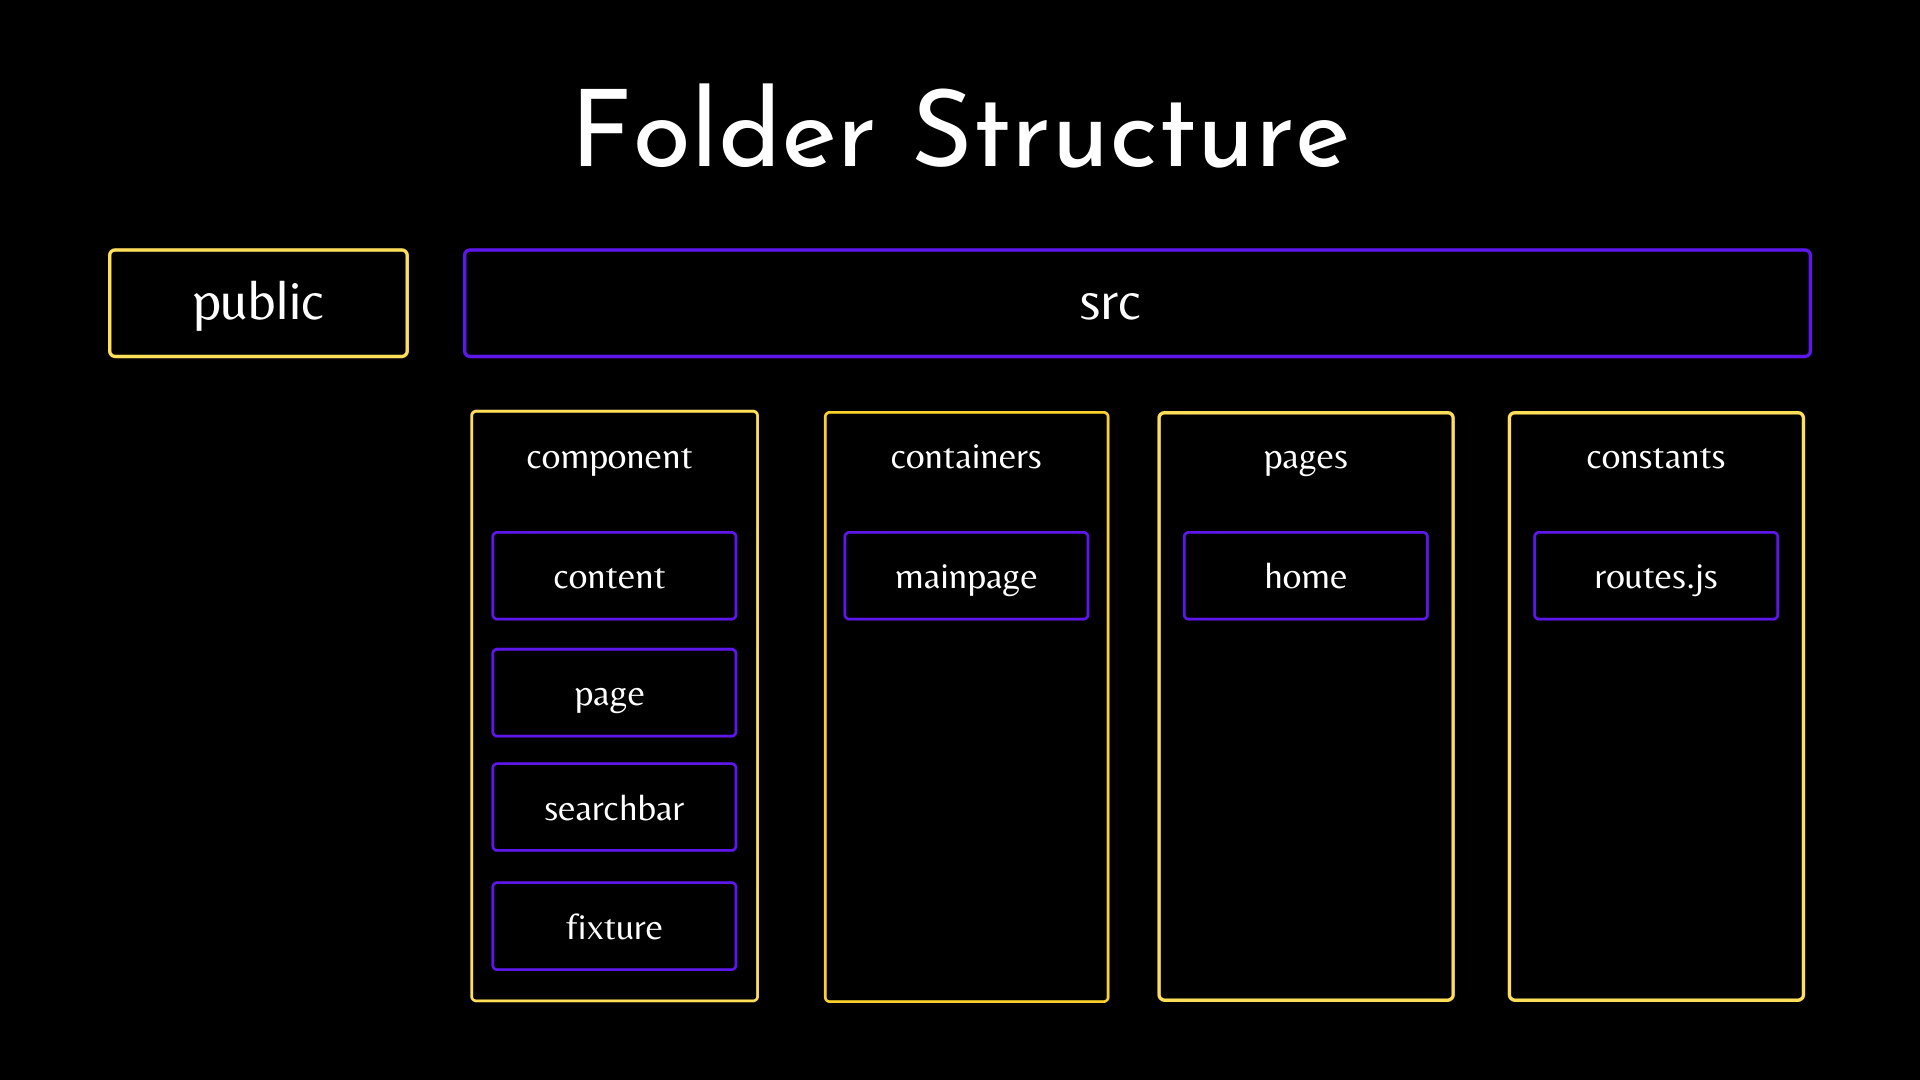 Folder Structure
public
src
component
content
page
searchbar
fixture
containers
mainpage
pages
home
constants
routes.js